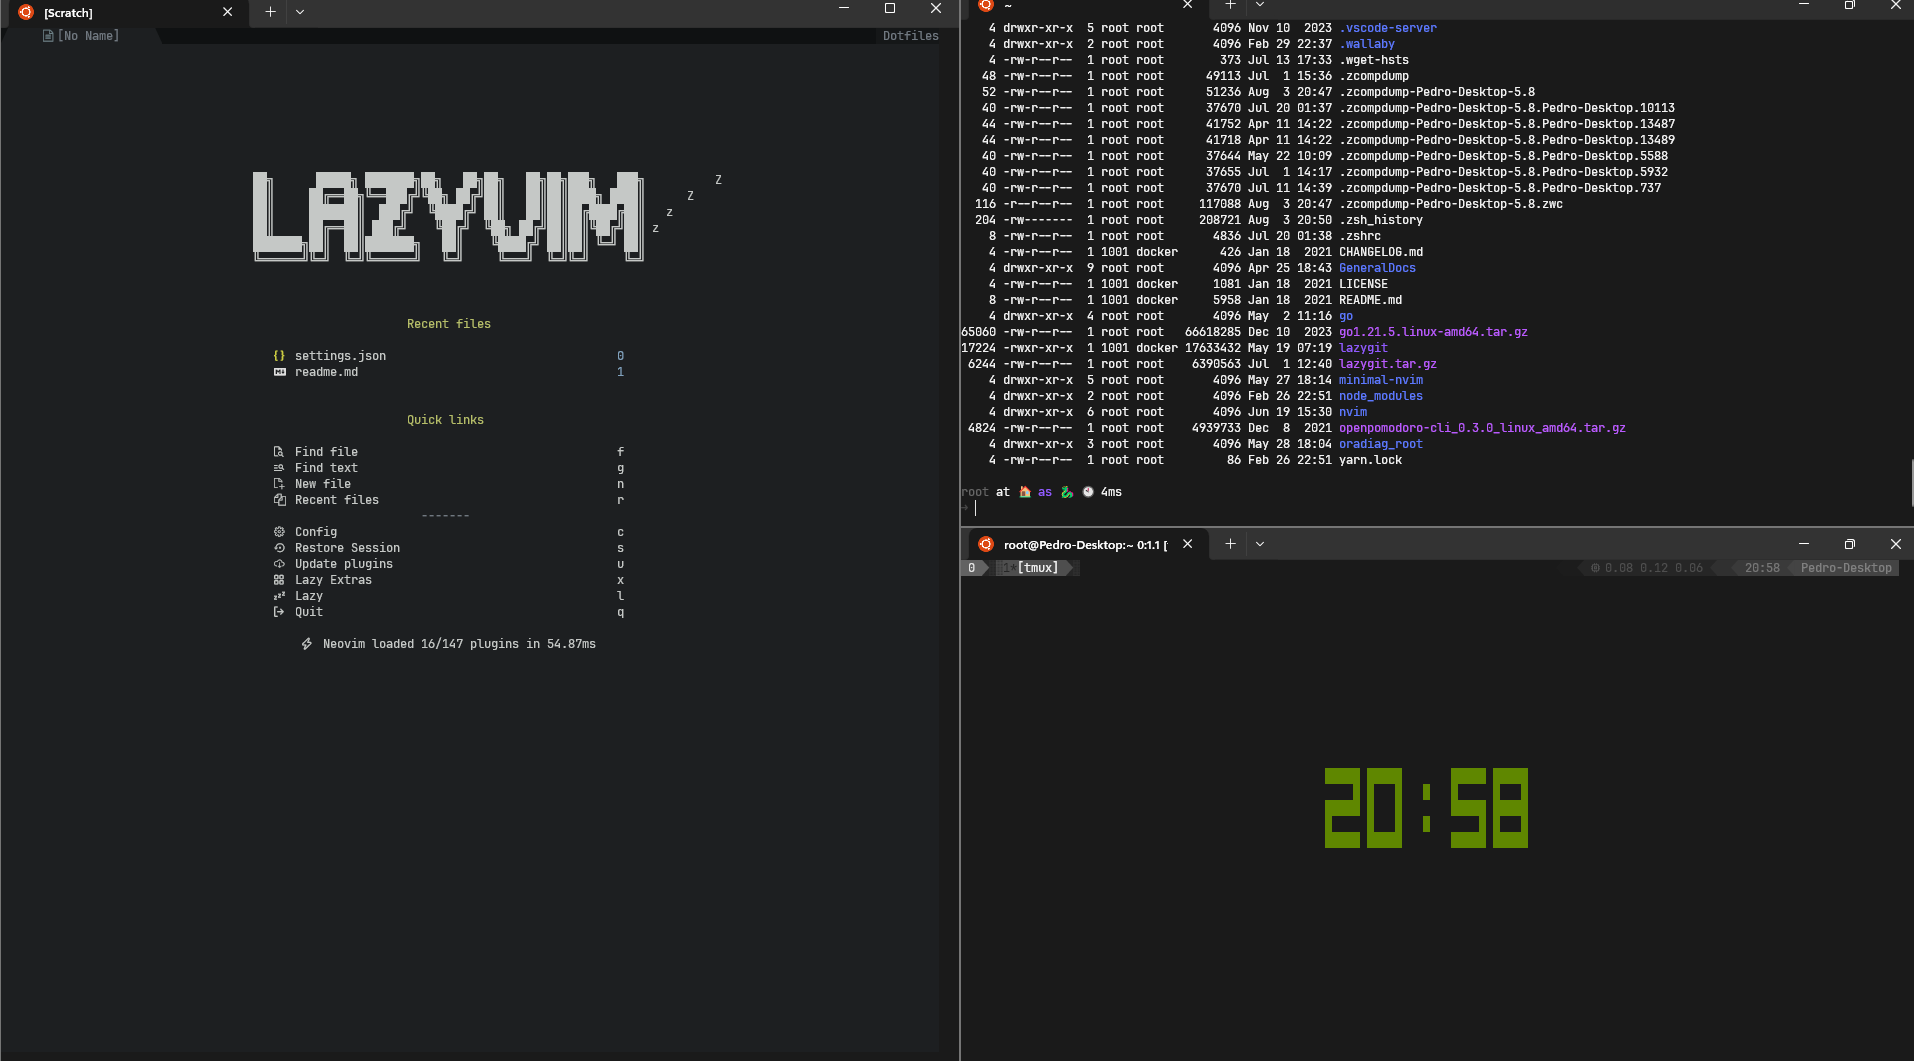 [Scratch]
[No Name]
Dotfiles
LAZYVIM
Z
Z
z
z
Recent files
settings.json 0
readme.md 1
Quick links
Find file f
Find text g
New file n
Recent files r
-------
Config c
Restore Session s
Update plugins u
Lazy Extras x
Lazy l
Quit q
Neovim loaded 16/147 plugins in 54.87ms
~
4 drwxr-xr-x 5 root root 4096 Nov 10 2023 .vscode-server
4 drwxr-xr-x 2 root root 4096 Feb 29 22:37 .wallaby
4 -rw-r--r-- 1 root root 373 Jul 13 17:33 .wget-hsts
48 -rw-r--r-- 1 root root 49113 Jul 1 15:36 .zcompdump
52 -rw-r--r-- 1 root root 51236 Aug 3 20:47 .zcompdump-Pedro-Desktop-5.8
40 -rw-r--r-- 1 root root 37670 Jul 20 01:37 .zcompdump-Pedro-Desktop-5.8.Pedro-Desktop.10113
44 -rw-r--r-- 1 root root 41752 Apr 11 14:22 .zcompdump-Pedro-Desktop-5.8.Pedro-Desktop.13487
44 -rw-r--r-- 1 root root 41718 Apr 11 14:22 .zcompdump-Pedro-Desktop-5.8.Pedro-Desktop.13489
40 -rw-r--r-- 1 root root 37644 May 22 10:09 .zcompdump-Pedro-Desktop-5.8.Pedro-Desktop.5588
40 -rw-r--r-- 1 root root 37655 Jul 1 14:17 .zcompdump-Pedro-Desktop-5.8.Pedro-Desktop.5932
40 -rw-r--r-- 1 root root 37670 Jul 11 14:39 .zcompdump-Pedro-Desktop-5.8.Pedro-Desktop.737
116 -r--r--r-- 1 root root 117088 Aug 3 20:47 .zcompdump-Pedro-Desktop-5.8.zwc
204 -rw------- 1 root root 208721 Aug 3 20:50 .zsh_history
8 -rw-r--r-- 1 root root 4836 Jul 20 01:38 .zshrc
4 -rw-r--r-- 1 1001 docker 426 Jan 18 2021 CHANGELOG.md
4 drwxr-xr-x 9 root root 4096 Apr 25 18:43 GeneralDocs
4 -rw-r--r-- 1 1001 docker 1081 Jan 18 2021 LICENSE
8 -rw-r--r-- 1 1001 docker 5958 Jan 18 2021 README.md
4 drwxr-xr-x 4 root root 4096 May 2 11:16 go
65060 -rw-r--r-- 1 root root 66618285 Dec 10 2023 go1.21.5.linux-amd64.tar.gz
17224 -rwxr-xr-x 1 1001 docker 17633432 May 19 07:19 lazygit
6244 -rw-r--r-- 1 root root 6390563 Jul 1 12:40 lazygit.tar.gz
4 drwxr-xr-x 5 root root 4096 May 27 18:14 minimal-nvim
4 drwxr-xr-x 2 root root 4096 Feb 26 22:51 node_modules
4 drwxr-xr-x 6 root root 4096 Jun 19 15:30 nvim
4824 -rw-r--r-- 1 root root 4939733 Dec 8 2021 openpomodoro-cli_0.3.0_linux_amd64.tar.gz
4 drwxr-xr-x 3 root root 4096 May 28 18:04 oradiag_root
4 -rw-r--r-- 1 root root 86 Feb 26 22:51 yarn.lock
root at 🏠 as 🐍 🕙 4ms
→
root@Pedro-Desktop:~ 0:1.1 [
0 1 [tmux] 0.08 0.12 0.06 20:58 Pedro-Desktop
20:58